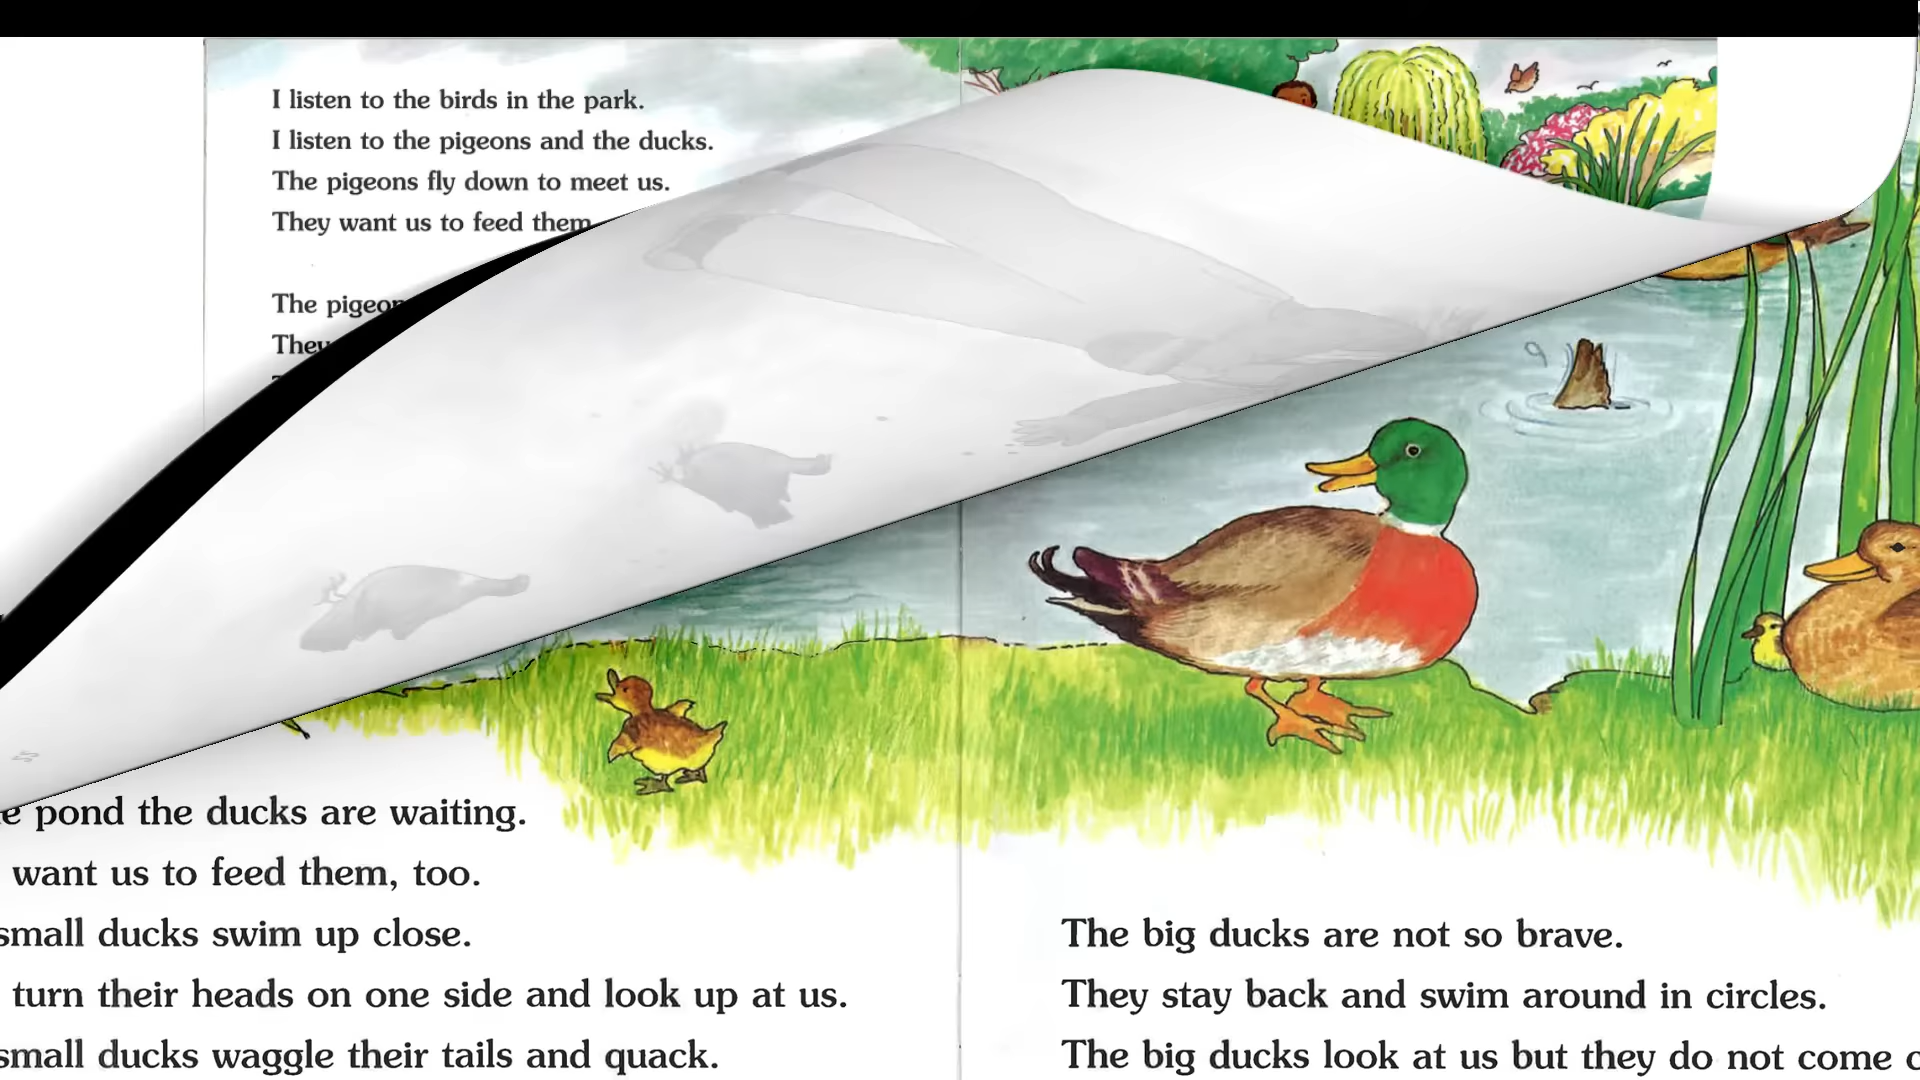 I listen to the birds in the park.
I listen to the pigeons and the ducks.
The pigeons fly down to meet us.
They want us to feed them
The
They
pond the ducks are waiting.
want us to feed them, too.
small ducks swim up close.
turn their heads on one side and look up at us.
small ducks waggle their tails and quack.
The big ducks are not so brave.
They stay back and swim around in circles.
The big ducks look at us but they do not come